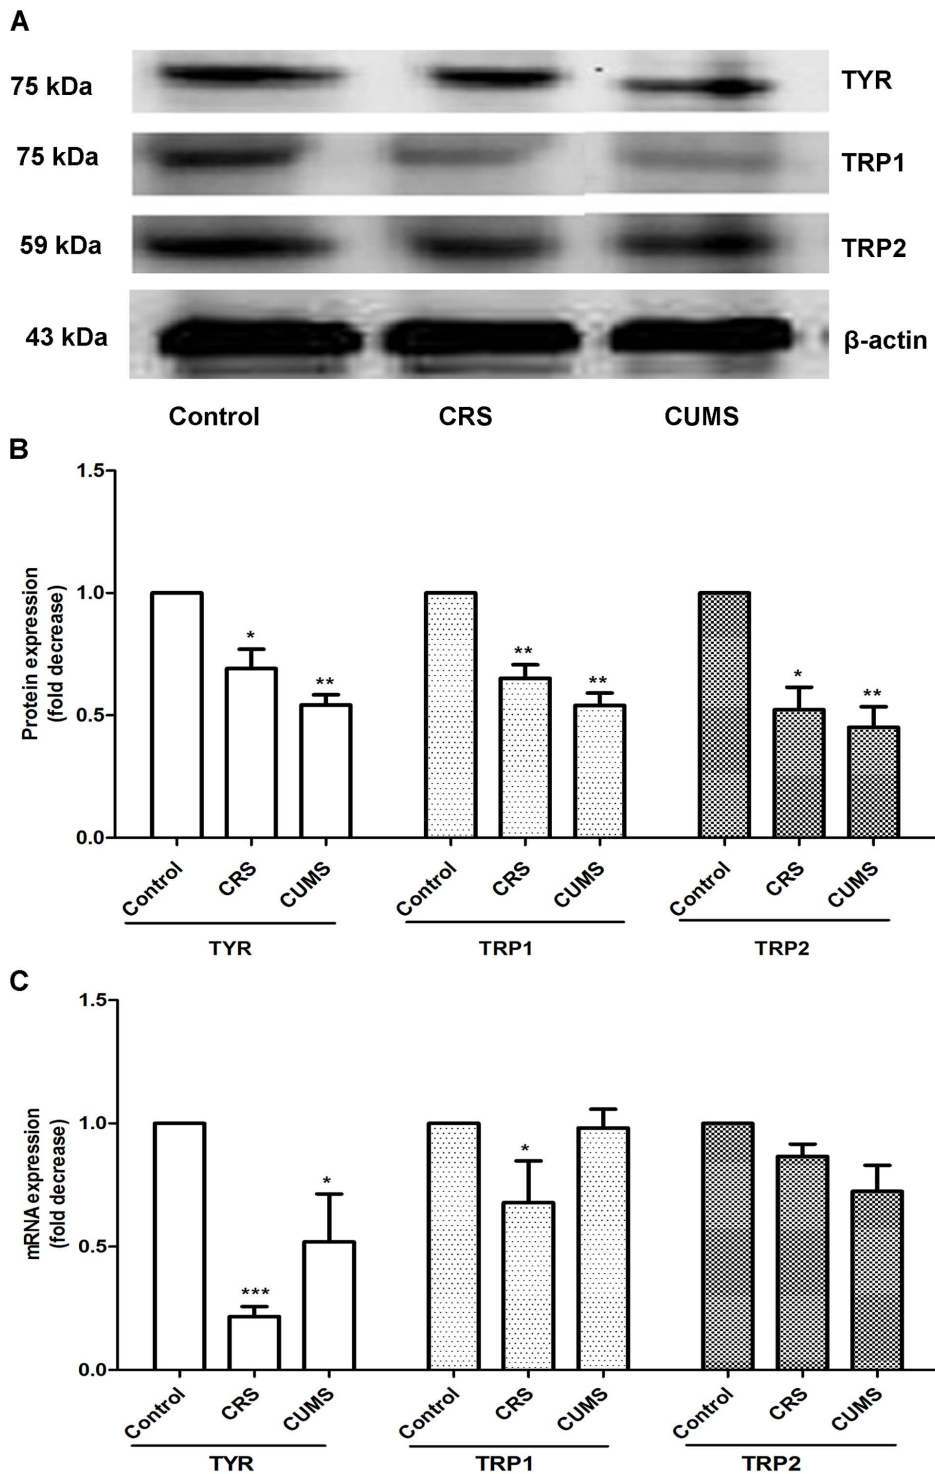 A
75 kDa TYR
75 kDa TRP1
59 kDa TRP2
43 kDa β-actin
Control CRS CUMS
B
Protein expression
(fold decrease)
1.5
1.0
0.5
0.0
* ** ** ** * **
Control CRS CUMS Control CRS CUMS Control CRS CUMS
TYR TRP1 TRP2
C
mRNA expression
(fold decrease)
1.5
1.0
0.5
0.0
*** * *
Control CRS CUMS Control CRS CUMS Control CRS CUMS
TYR TRP1 TRP2